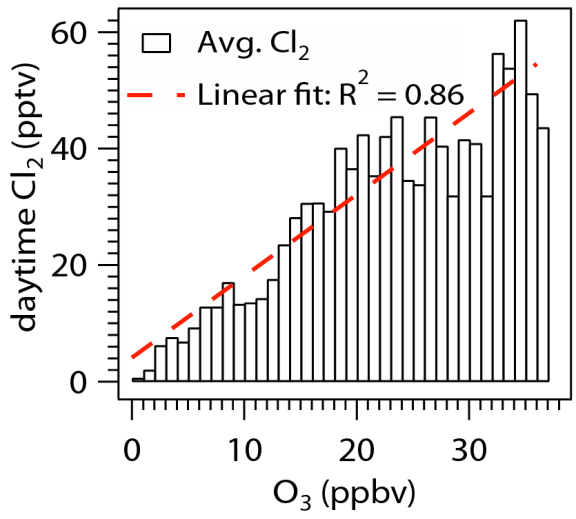 60
40
20
0
daytime Cl₂ (pptv)
Avg. Cl₂
Linear fit: R² = 0.86
0 10 20 30
O₃ (ppbv)